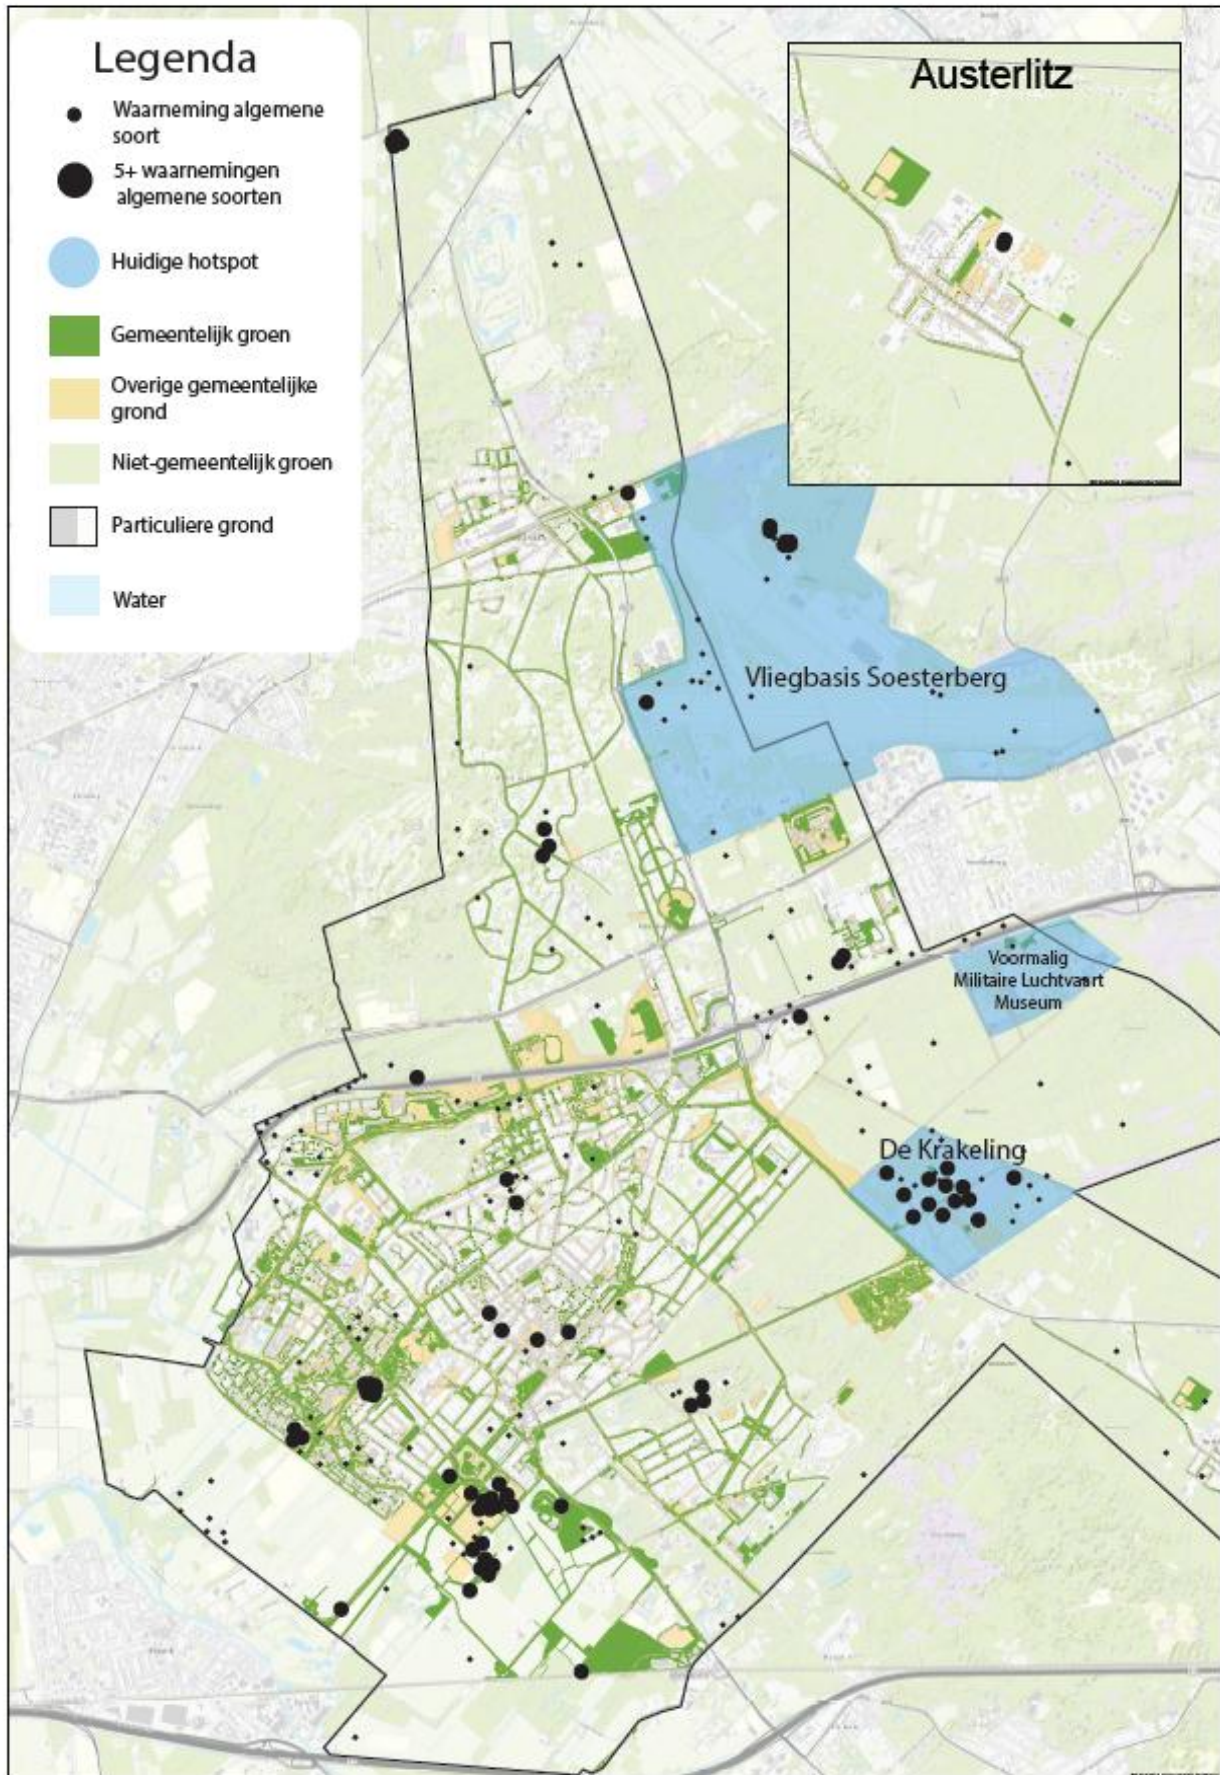 Legenda
Waarneming algemene
soort
5+ waarnemingen
algemene soorten
Huidige hotspot
Gemeentelijk groen
Overige gemeentelijke
grond
Niet-gemeentelijk groen
Particuliere grond
Water
Austerlitz
Vliegbasis Soesterberg
Voormalig
Militaire Luchtvaart
Museum
De Krakeling